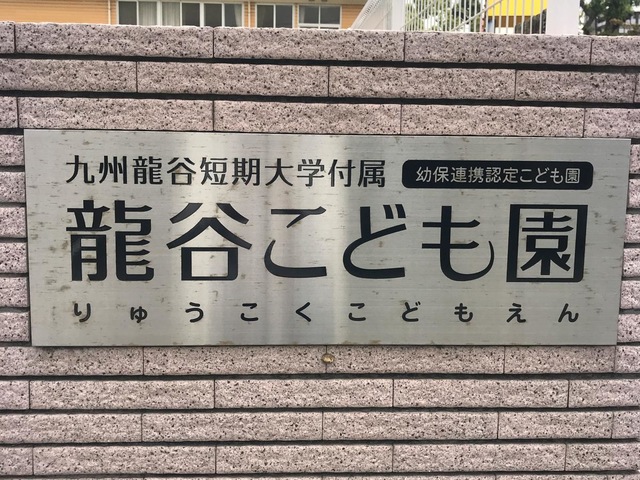 九州龍谷短期大学付属 幼保連携認定こども園
龍谷こども園
りゅうこくこどもえん